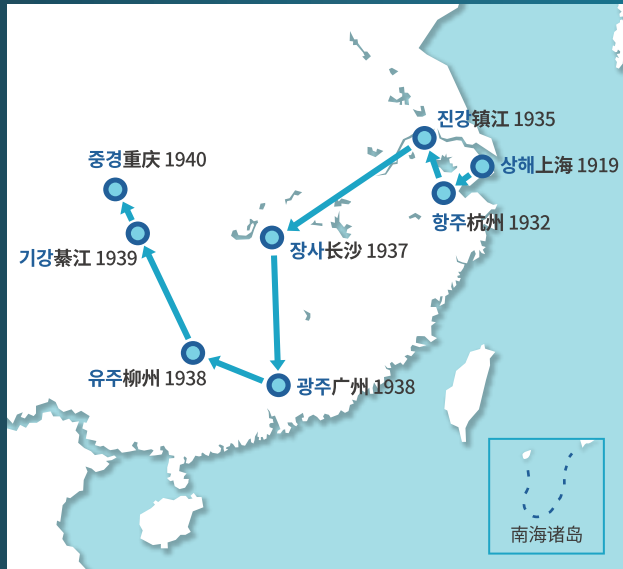 진강镇江 1935
중경重庆 1940
상해上海 1919
항주杭州 1932
장사长沙 1937
기강綦江 1939
유주柳州 1938
광주广州 1938
南海诸岛